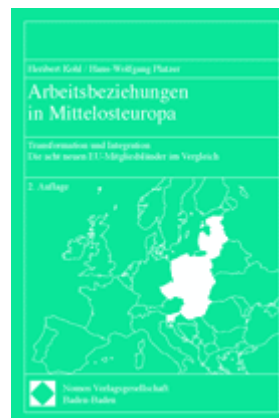 Heribert Kohl / Hans-Wolfgang Platzer
Arbeitsbeziehungen
in Mittelosteuropa
Transformation und Integration
Die acht neuen EU-Mitgliedsländer im Vergleich
2. Auflage
Nomos Verlagsgesellschaft
Baden-Baden